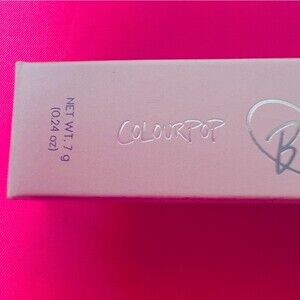 NET WT. 7 g
(0.24 oz)
COLOURPOP
B